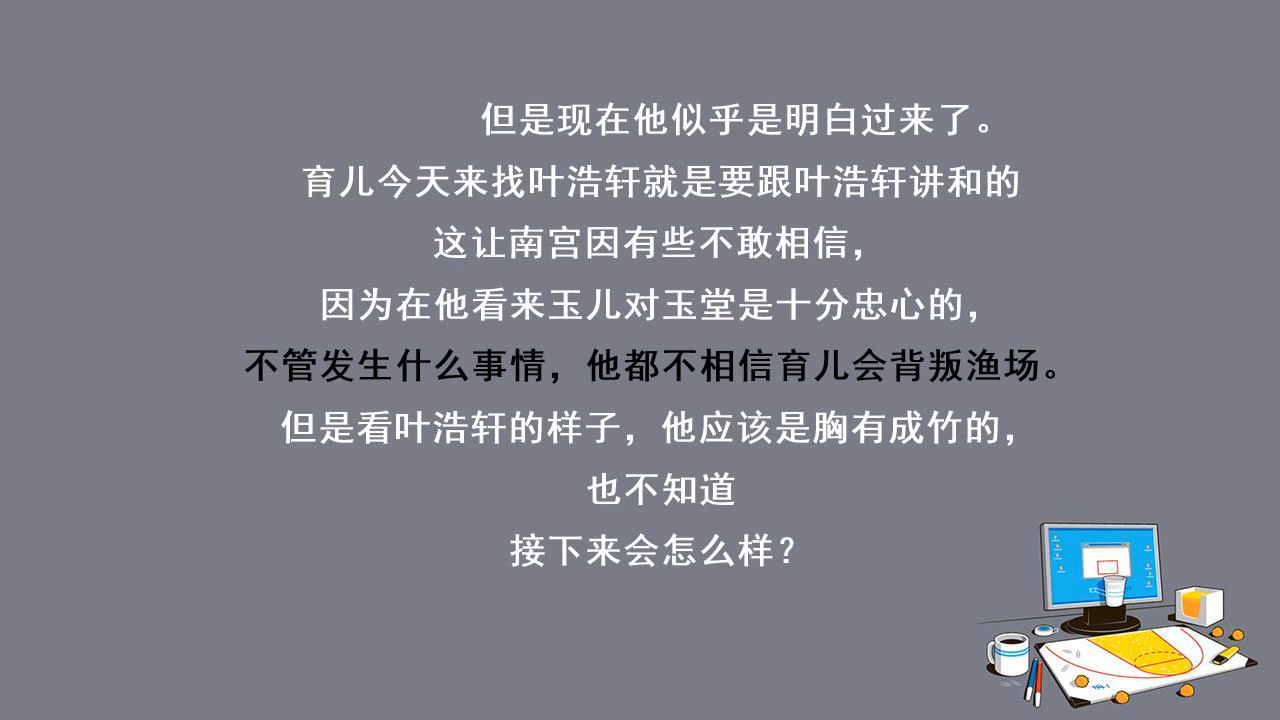 但是现在他似乎是明白过来了。
育儿今天来找叶浩轩就是要跟叶浩轩讲和的
这让南宫因有些不敢相信，
因为在他看来玉儿对玉堂是十分忠心的，
不管发生什么事情，他都不相信育儿会背叛渔场。
但是看叶浩轩的样子，他应该是胸有成竹的，
也不知道
接下来会怎么样？